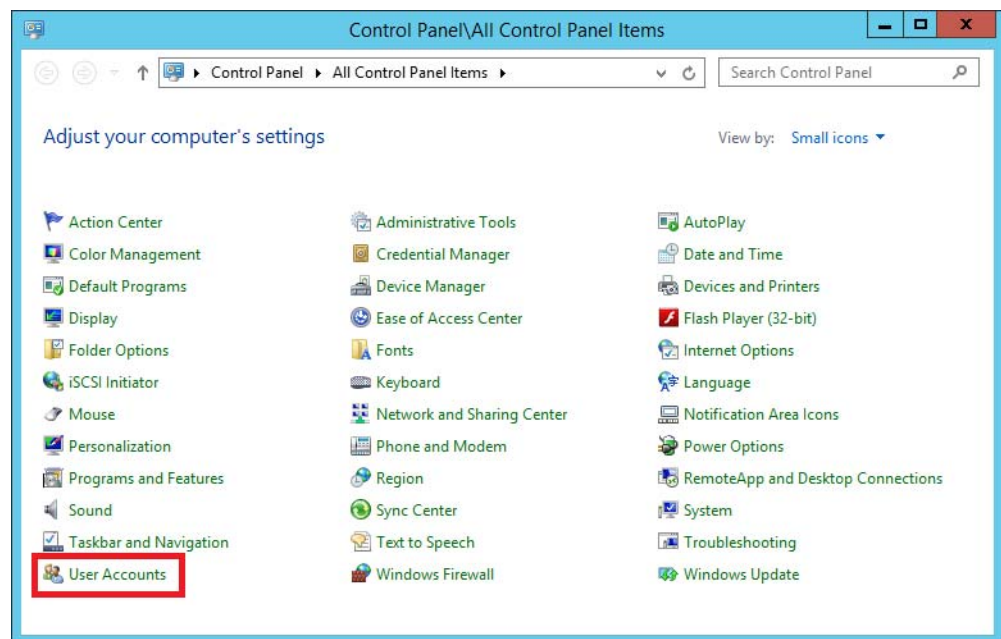 Control Panel\All Control Panel Items
Control Panel All Control Panel Items Search Control Panel
Adjust your computer's settings View by: Small icons
Action Center Administrative Tools AutoPlay
Color Management Credential Manager Date and Time
Default Programs Device Manager Devices and Printers
Display Ease of Access Center Flash Player (32-bit)
Folder Options Fonts Internet Options
iSCSI Initiator Keyboard Language
Mouse Network and Sharing Center Notification Area Icons
Personalization Phone and Modem Power Options
Programs and Features Region RemoteApp and Desktop Connections
Sound Sync Center System
Taskbar and Navigation Text to Speech Troubleshooting
User Accounts Windows Firewall Windows Update